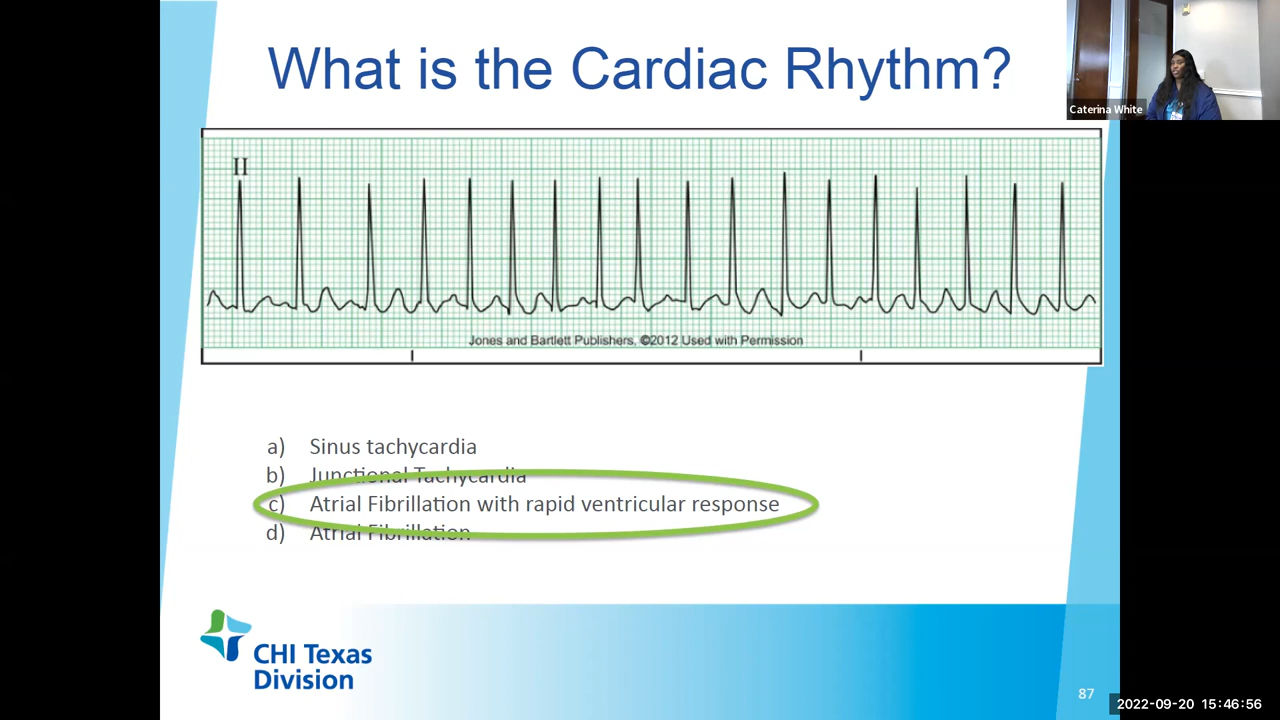 What is the Cardiac Rhythm?
Caterina White
II
Jones and Bartlett Publishers, ©2012 Used with Permission
a) Sinus tachycardia
b) Junctional Tachycardia
c) Atrial Fibrillation with rapid ventricular response
d) Atrial Fibrillation
CHI Texas
Division
87
2022-09-20 15:46:56